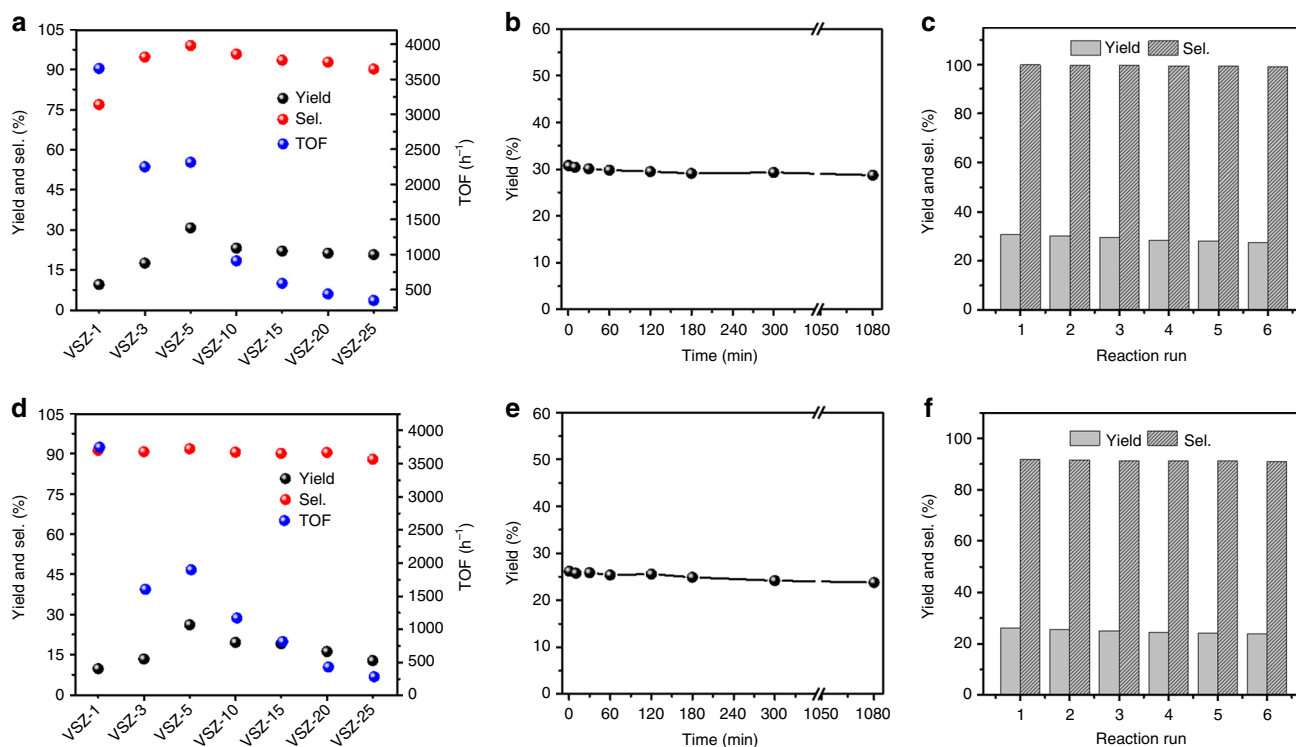 a
105
90
75
60
45
30
15
0
Yield and sel. (%)
Yield
Sel.
TOF
4000
3500
3000
2500
2000
1500
1000
500
TOF (h⁻¹)
VSZ-1
VSZ-3
VSZ-5
VSZ-10
VSZ-15
VSZ-20
VSZ-25
b
60
50
40
30
20
10
0
Yield (%)
0 60 120 180 240 300 1050 1080
Time (min)
c
Yield Sel.
100
80
60
40
20
0
Yield and sel. (%)
1 2 3 4 5 6
Reaction run
d
105
90
75
60
45
30
15
0
Yield and sel. (%)
Yield
Sel.
TOF
4000
3500
3000
2500
2000
1500
1000
500
0
TOF (h⁻¹)
VSZ-1
VSZ-3
VSZ-5
VSZ-10
VSZ-15
VSZ-20
VSZ-25
e
60
50
40
30
20
10
0
Yield (%)
0 60 120 180 240 300 1050 1080
Time (min)
f
Yield Sel.
100
80
60
40
20
0
Yield and sel. (%)
1 2 3 4 5 6
Reaction run